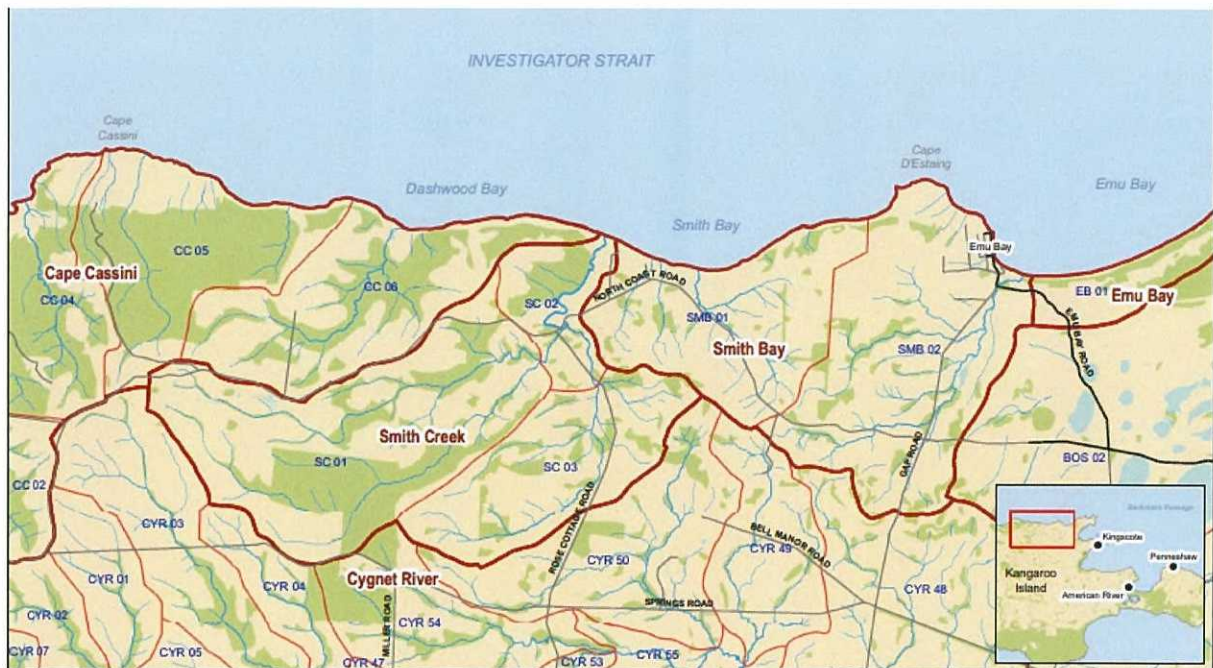 INVESTIGATOR STRAIT
Cape
Cassini
Cape
D'Estaing
Dashwood Bay
Emu Bay
Smith Bay
Emu Bay
CC 05
Cape Cassini
CC 04
CC 06
SC 02
NORTH COAST ROAD
SMB 01
EB 01
Emu Bay
EMU BAY ROAD
Smith Bay
SMB 02
Smith Creek
SC 01
SC 03
GAP ROAD
BOS 02
CC 02
CYR 03
ROSE COTTAGE ROAD
BELL MANOR ROAD
CYR 49
CYR 50
CYR 01
CYR 04
Cygnet River
CYR 48
SPRINGS ROAD
CYR 02
MILLER ROAD
CYR 54
CYR 07
CYR 05
CYR 47
CYR 53
CYR 55
Kingscote
Penneshaw
Kangaroo
Island
American River